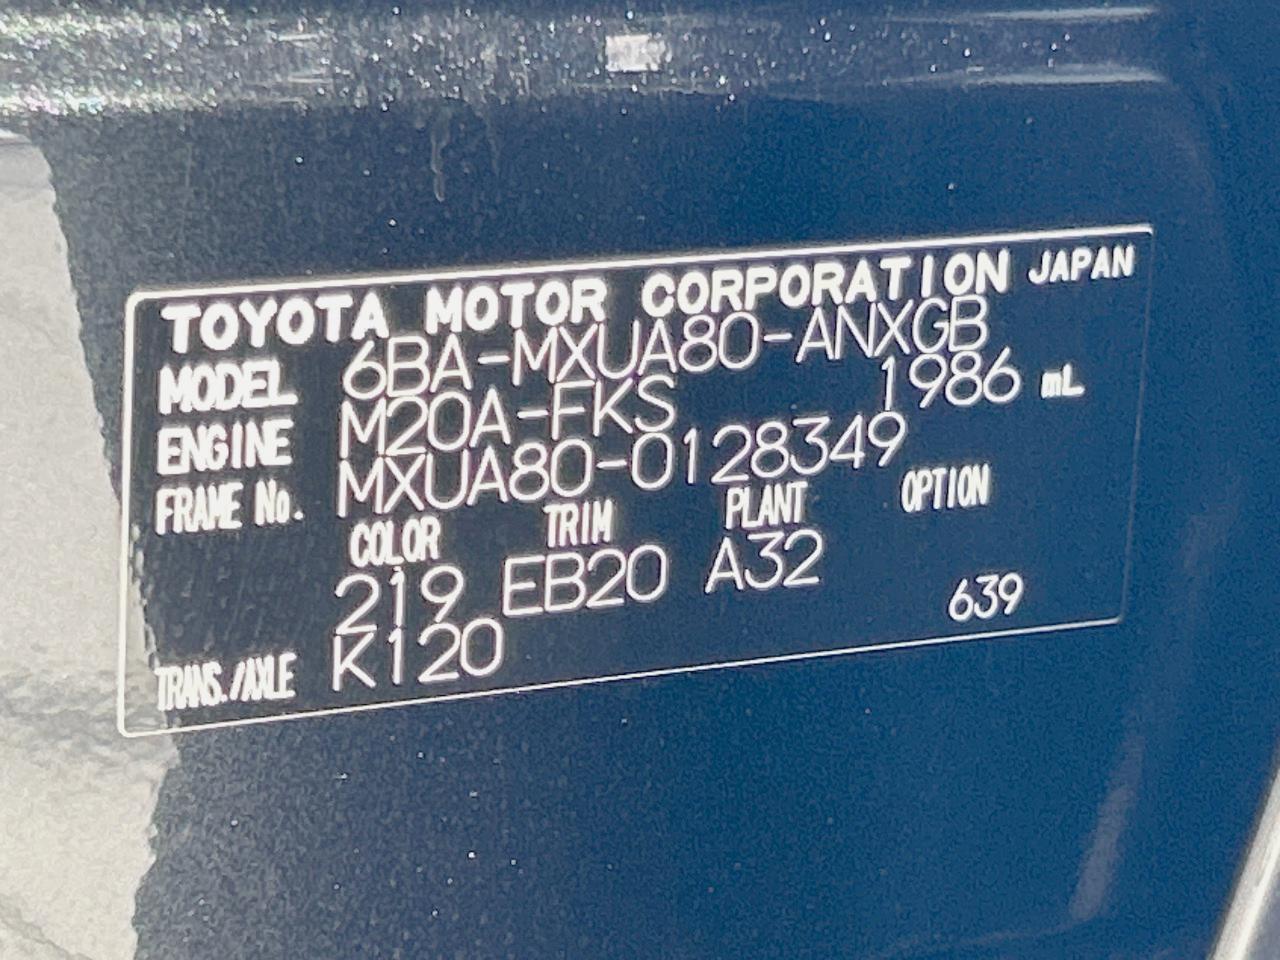 TOYOTA MOTOR CORPORATION JAPAN
MODEL 6BA-MXUA80-ANXGB
ENGINE M20A-FKS 1986 mL
FRAME No. MXUA80-0128349
COLOR TRIM PLANT OPTION
219 EB20 A32
TRANS./AXLE K120 639